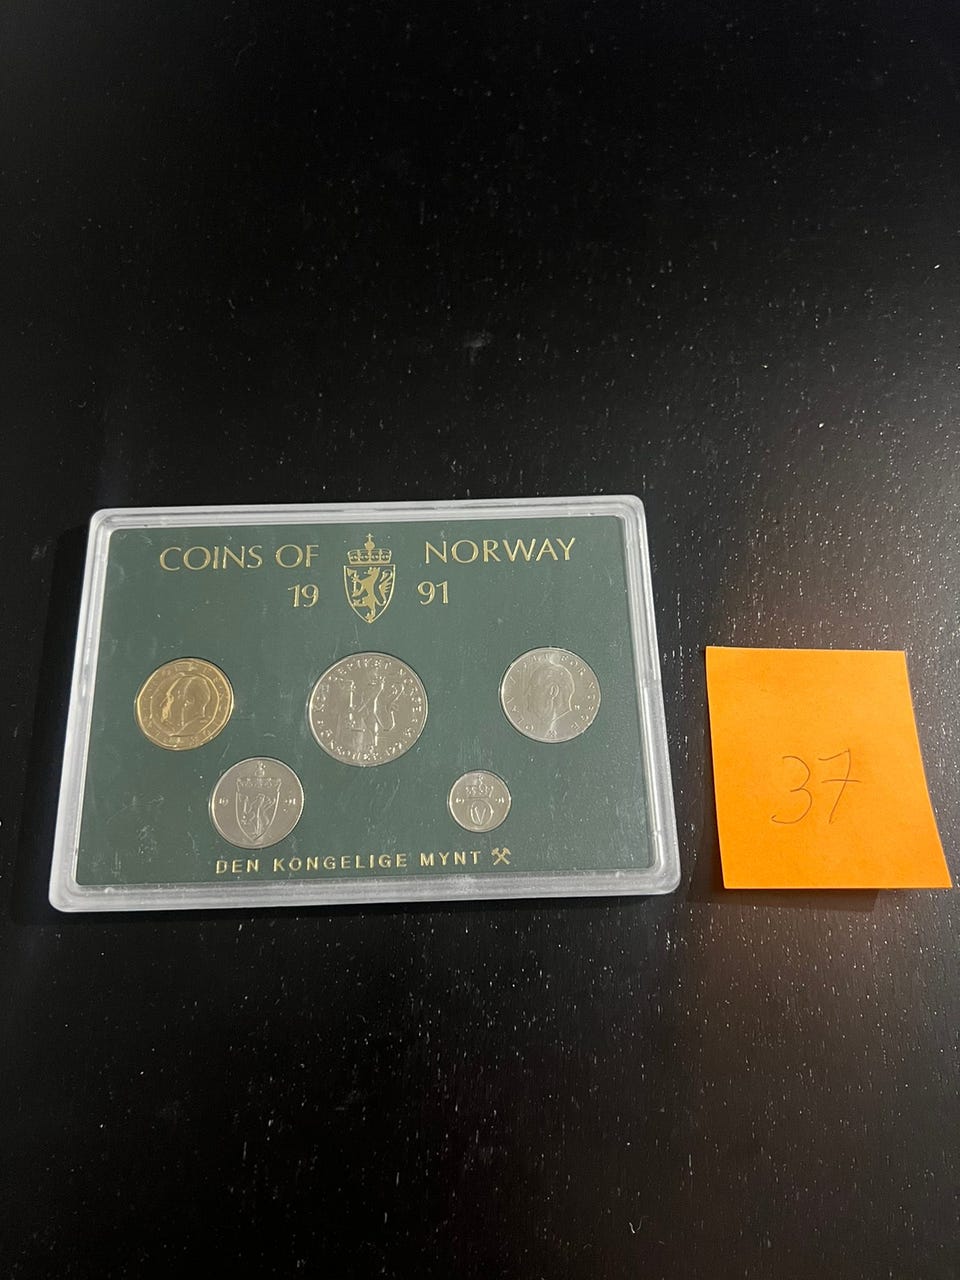 COINS OF NORWAY
19 91
DEN KONGELIGE MYNT
37